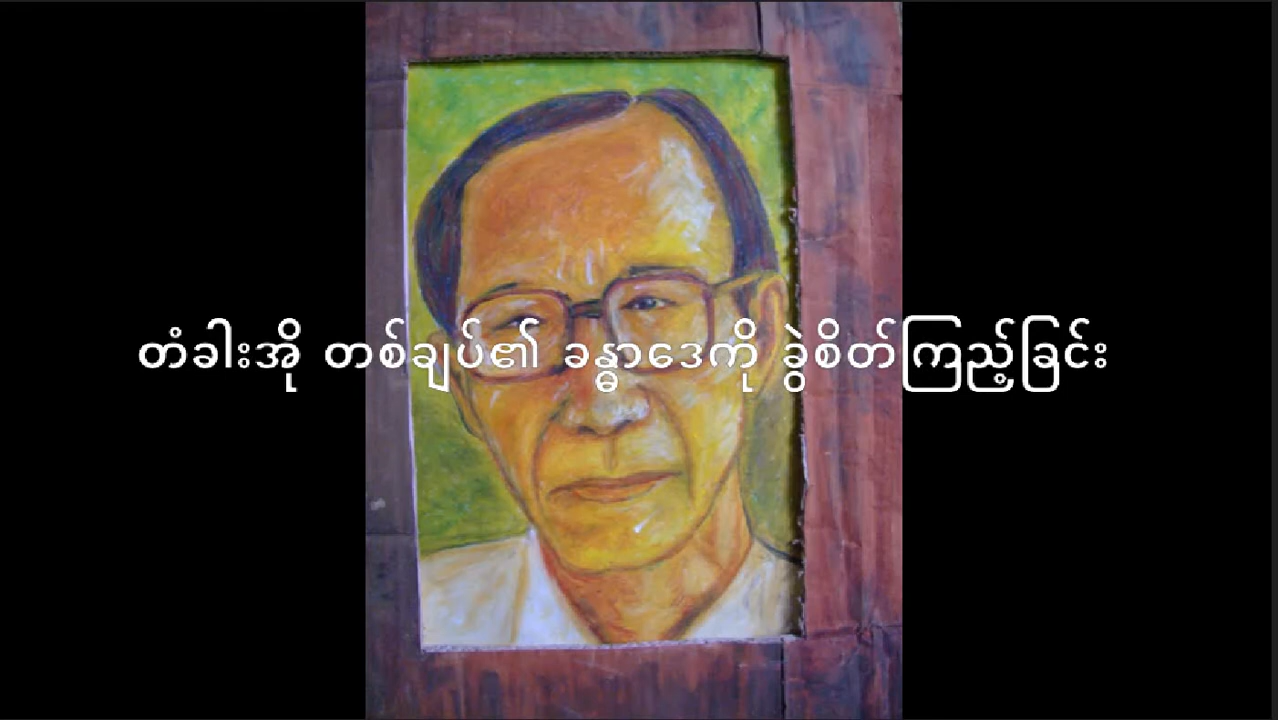 တံခါးအို တစ်ချပ်၏ ခန္ဓာဒေကို ခွဲစိတ်ကြည့်ခြင်း